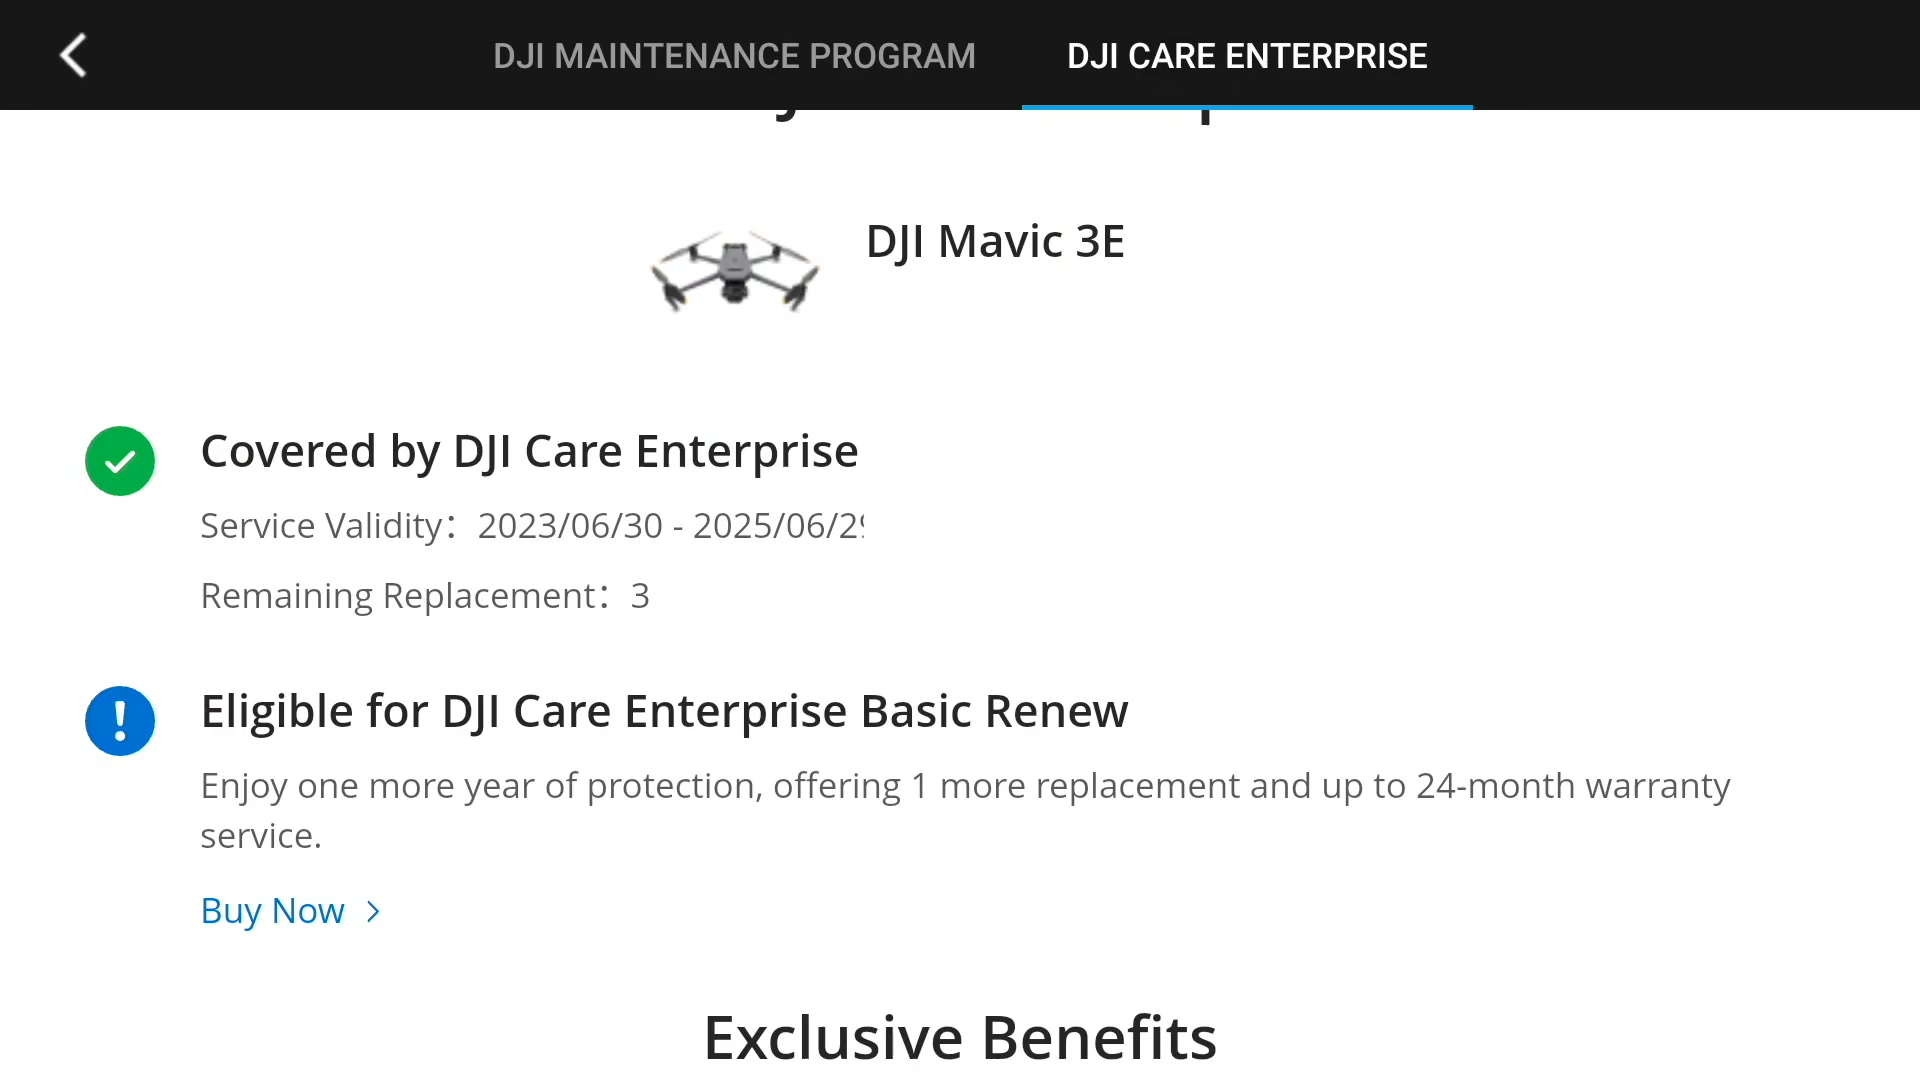 DJI MAINTENANCE PROGRAM
DJI CARE ENTERPRISE
DJI Mavic 3E
Covered by DJI Care Enterprise
Service Validity: 2023/06/30 - 2025/06/29
Remaining Replacement: 3
Eligible for DJI Care Enterprise Basic Renew
Enjoy one more year of protection, offering 1 more replacement and up to 24-month warranty
service.
Buy Now >
Exclusive Benefits